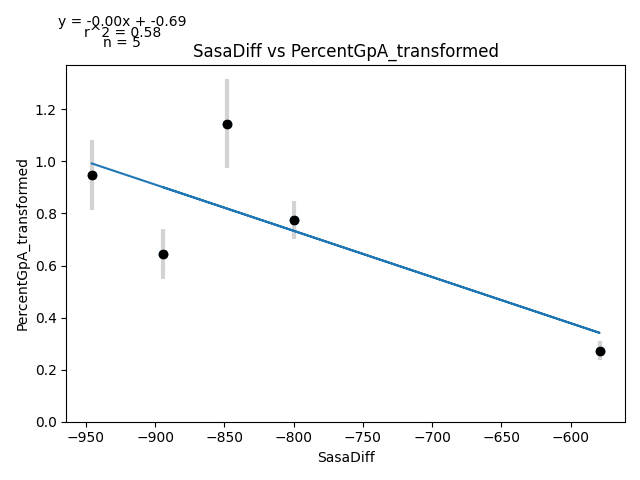 y = -0.00x + -0.69
r^2 = 0.58
n = 5
SasaDiff vs PercentGpA_transformed
1.2
1.0
0.8
0.6
0.4
0.2
0.0
PercentGpA_transformed
−950 −900 −850 −800 −750 −700 −650 −600
SasaDiff